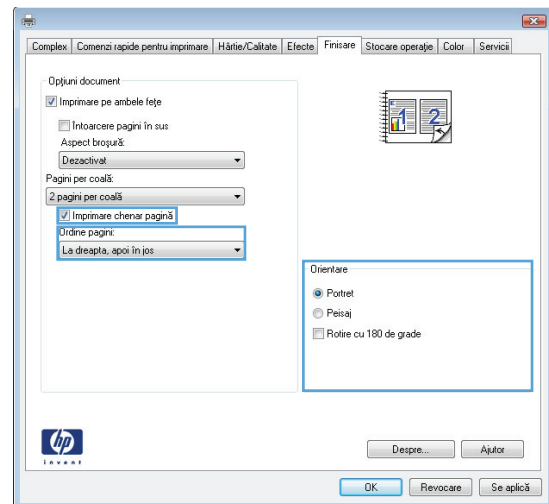 Complex Comenzi rapide pentru imprimare Hârtie/Calitate Efecte Finisare Stocare operaţie Color Servicii
Opţiuni document
Imprimare pe ambele feţe
Întoarcere pagini în sus
Aspect broşură:
Dezactivat
Pagini per coală:
2 pagini per coală
Imprimare chenar pagină
Ordine pagini:
La dreapta, apoi în jos
1 2
Orientare
Portret
Peisaj
Rotire cu 180 de grade
hp
invent
Despre... Ajutor
OK Revocare Se aplică